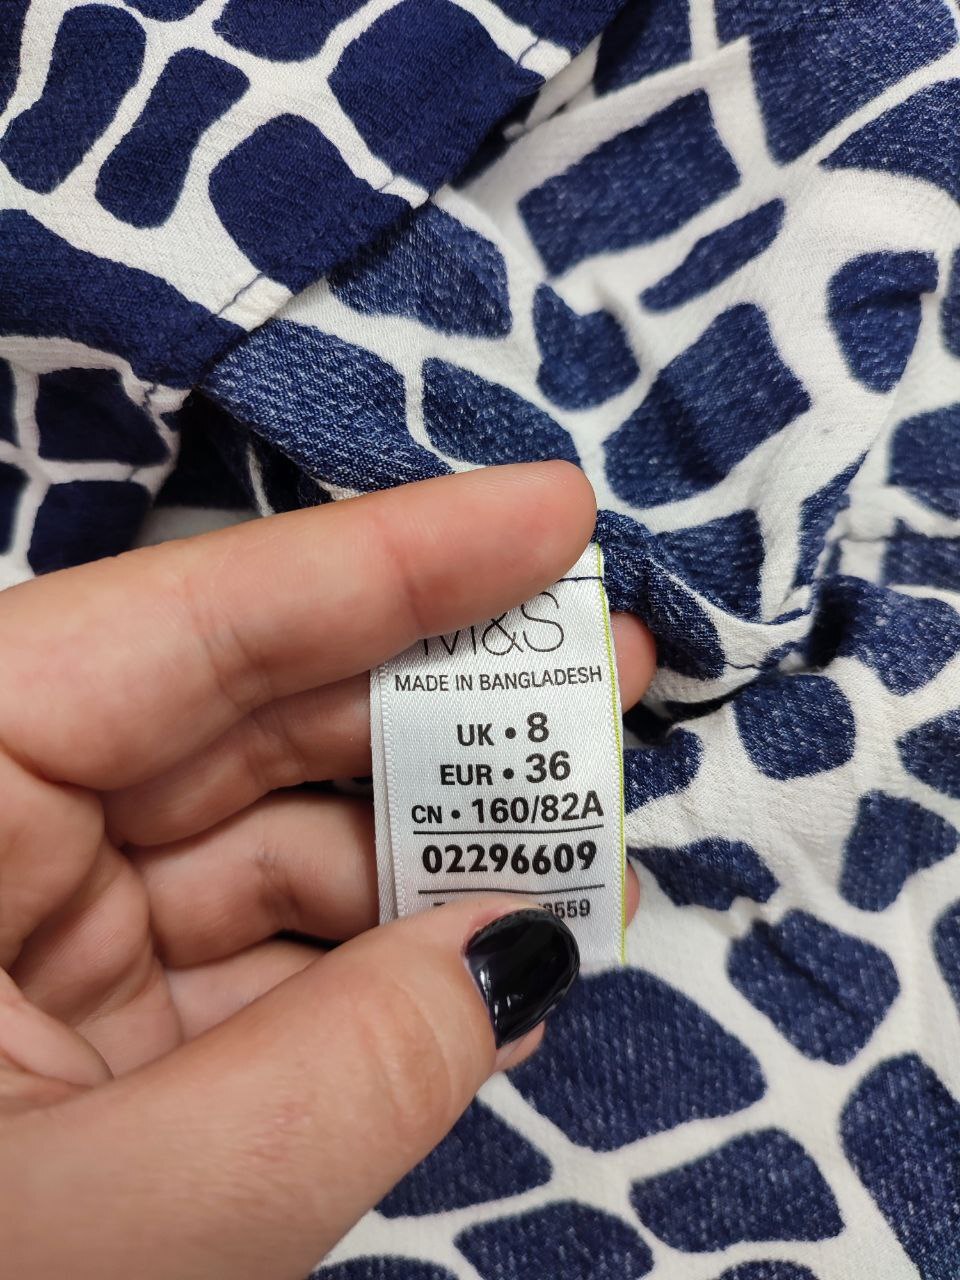 M&S
MADE IN BANGLADESH
UK • 8
EUR • 36
CN • 160/82A
02296609